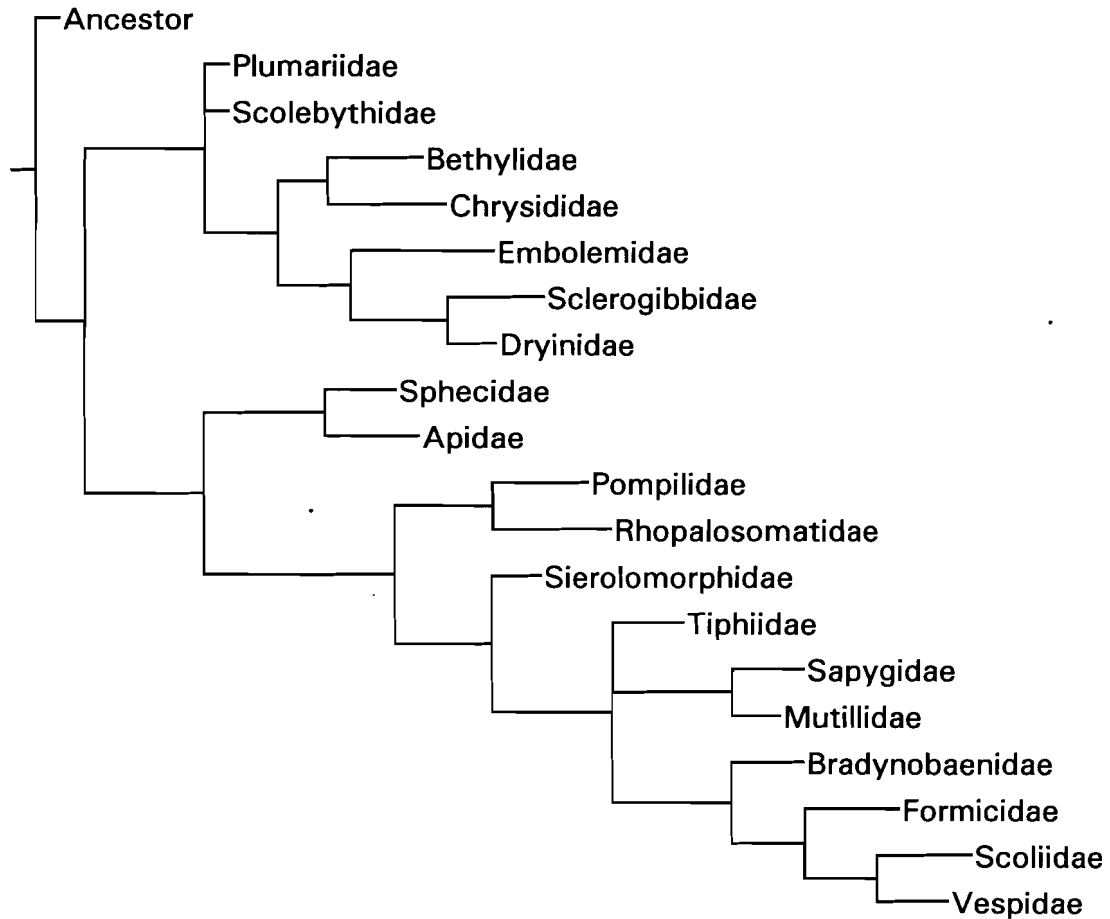 Ancestor
Plumariidae
Scolebythidae
Bethylidae
Chrysididae
Embolemidae
Sclerogibbidae
Dryinidae
Sphecidae
Apidae
Pompilidae
Rhopalosomatidae
Sierolomorphidae
Tiphiidae
Sapygidae
Mutillidae
Bradynobaenidae
Formicidae
Scoliidae
Vespidae